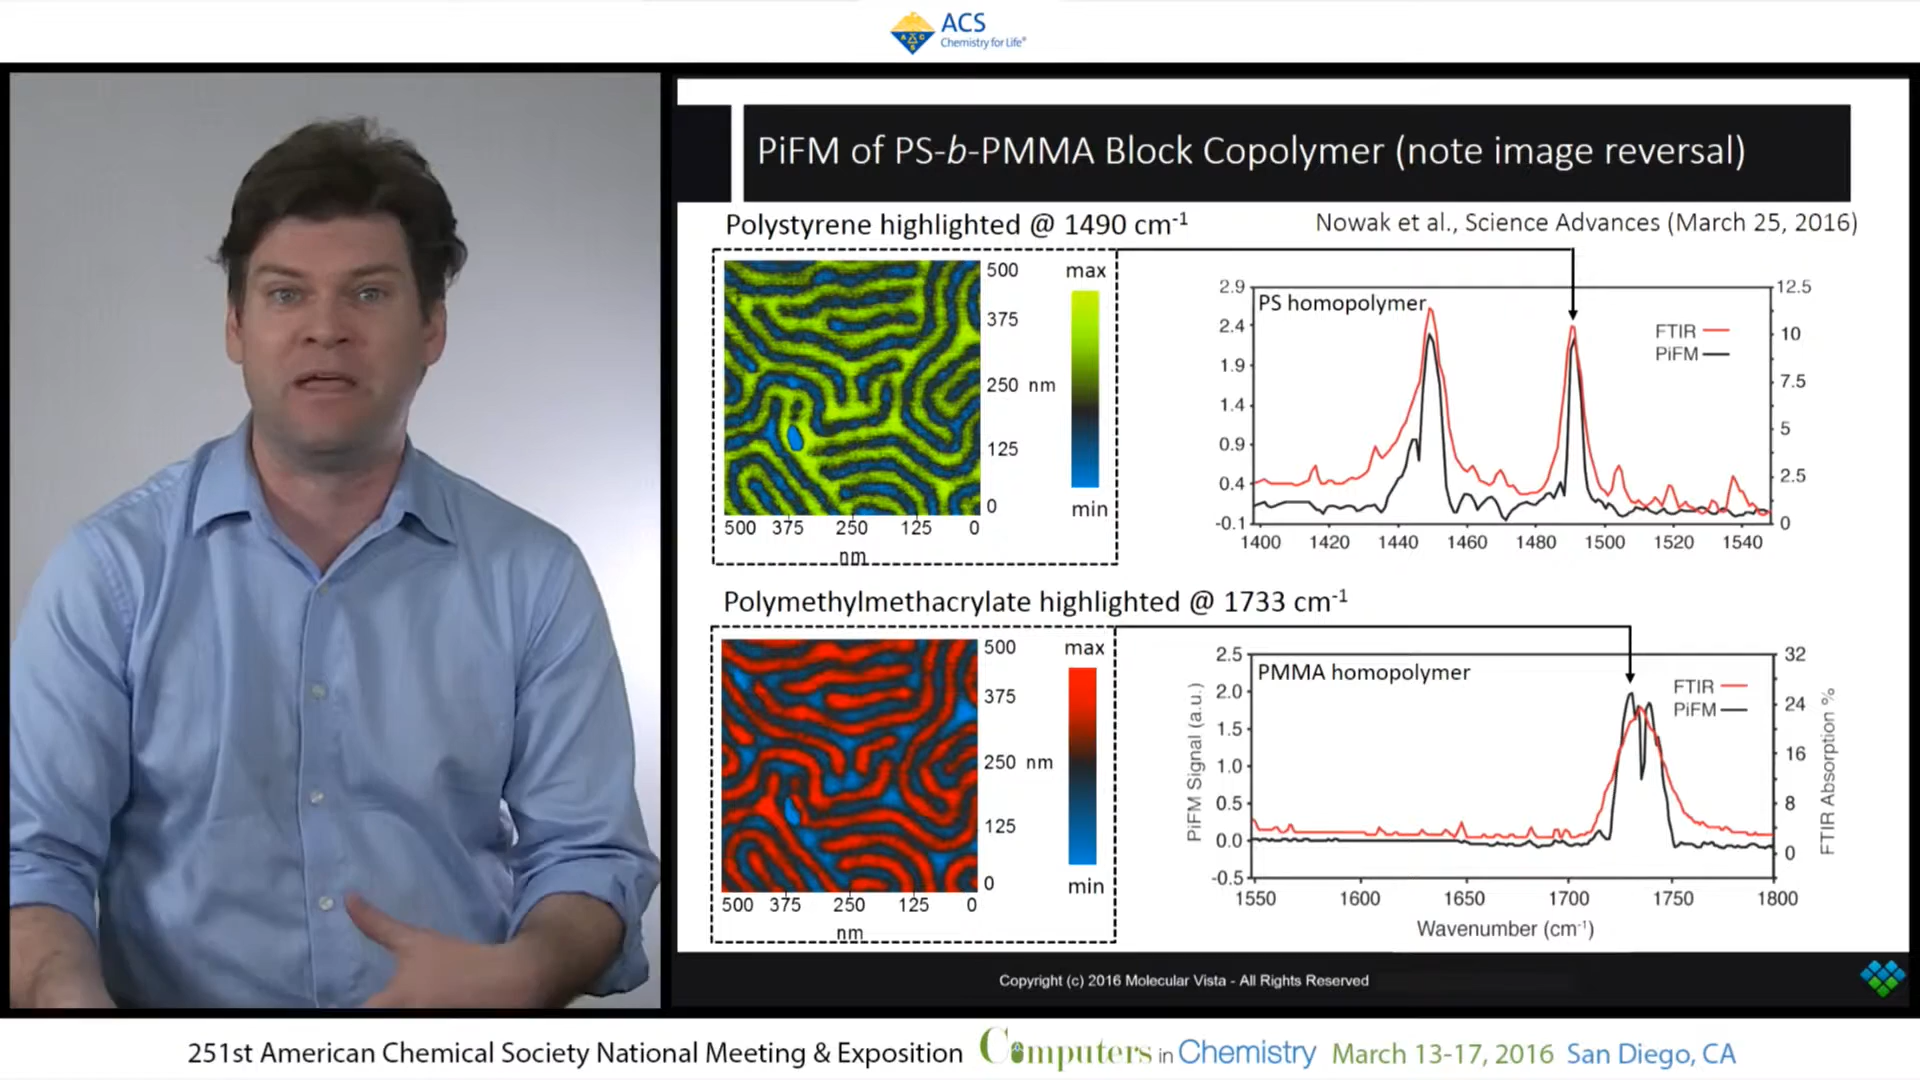 ACS
Chemistry for Life®
PiFM of PS-b-PMMA Block Copolymer (note image reversal)
Polystyrene highlighted @ 1490 cm-1
Nowak et al., Science Advances (March 25, 2016)
500
375
250 nm
125
0
500 375 250 125 0
nm
max
min
PS homopolymer
FTIR
PiFM
2.9
2.4
1.9
1.4
0.9
0.4
-0.1
12.5
10
7.5
5
2.5
0
1400 1420 1440 1460 1480 1500 1520 1540
Polymethylmethacrylate highlighted @ 1733 cm-1
500
375
250 nm
125
0
500 375 250 125 0
nm
max
min
PMMA homopolymer
FTIR
PiFM
PiFM Signal (a.u.)
2.5
2.0
1.5
1.0
0.5
0.0
-0.5
32
24
16
8
0
FTIR Absorption %
1550 1600 1650 1700 1750 1800
Wavenumber (cm-1)
Copyright (c) 2016 Molecular Vista - All Rights Reserved
251st American Chemical Society National Meeting & Exposition Computers in Chemistry March 13-17, 2016 San Diego, CA